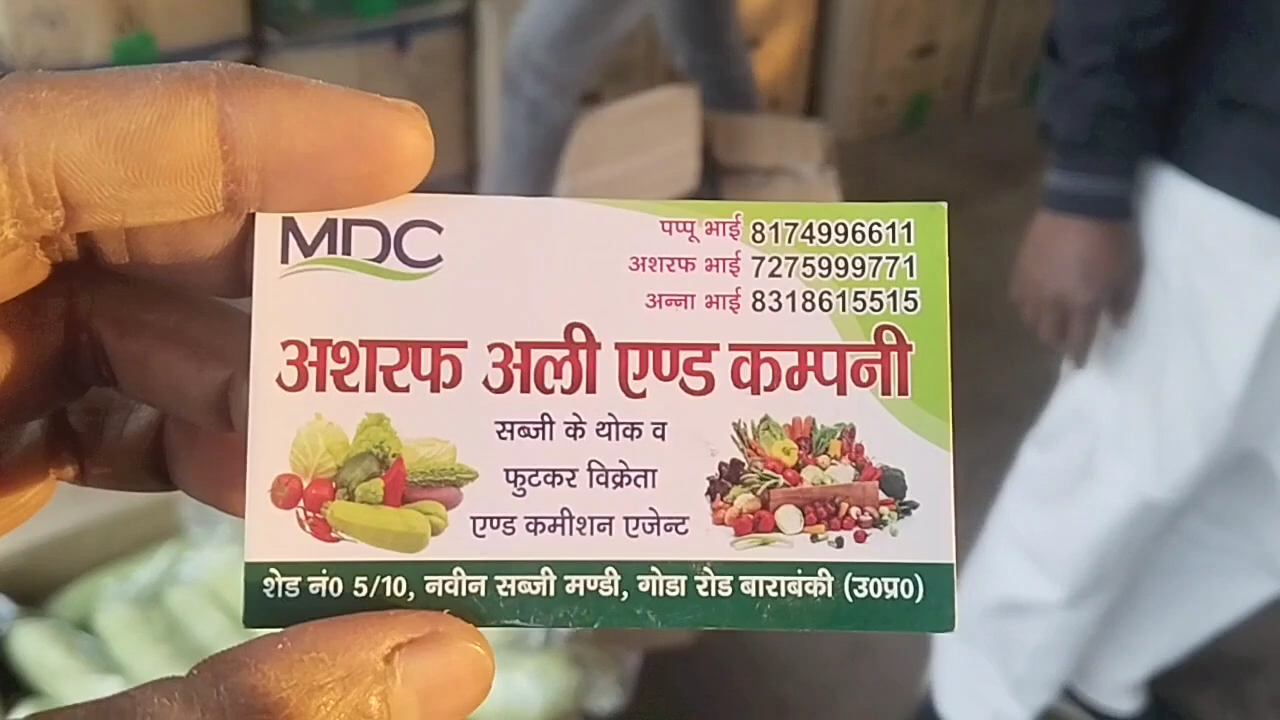 MDC
पप्पू भाई 8174996611
अशरफ भाई 7275999771
अन्ना भाई 8318615515
अशरफ अली एण्ड कम्पनी
सब्जी के थोक व
फुटकर विक्रेता
एण्ड कमीशन एजेन्ट
शेड नं0 5/10, नवीन सब्जी मण्डी, गोडा रोड बाराबंकी (उ0प्र0)